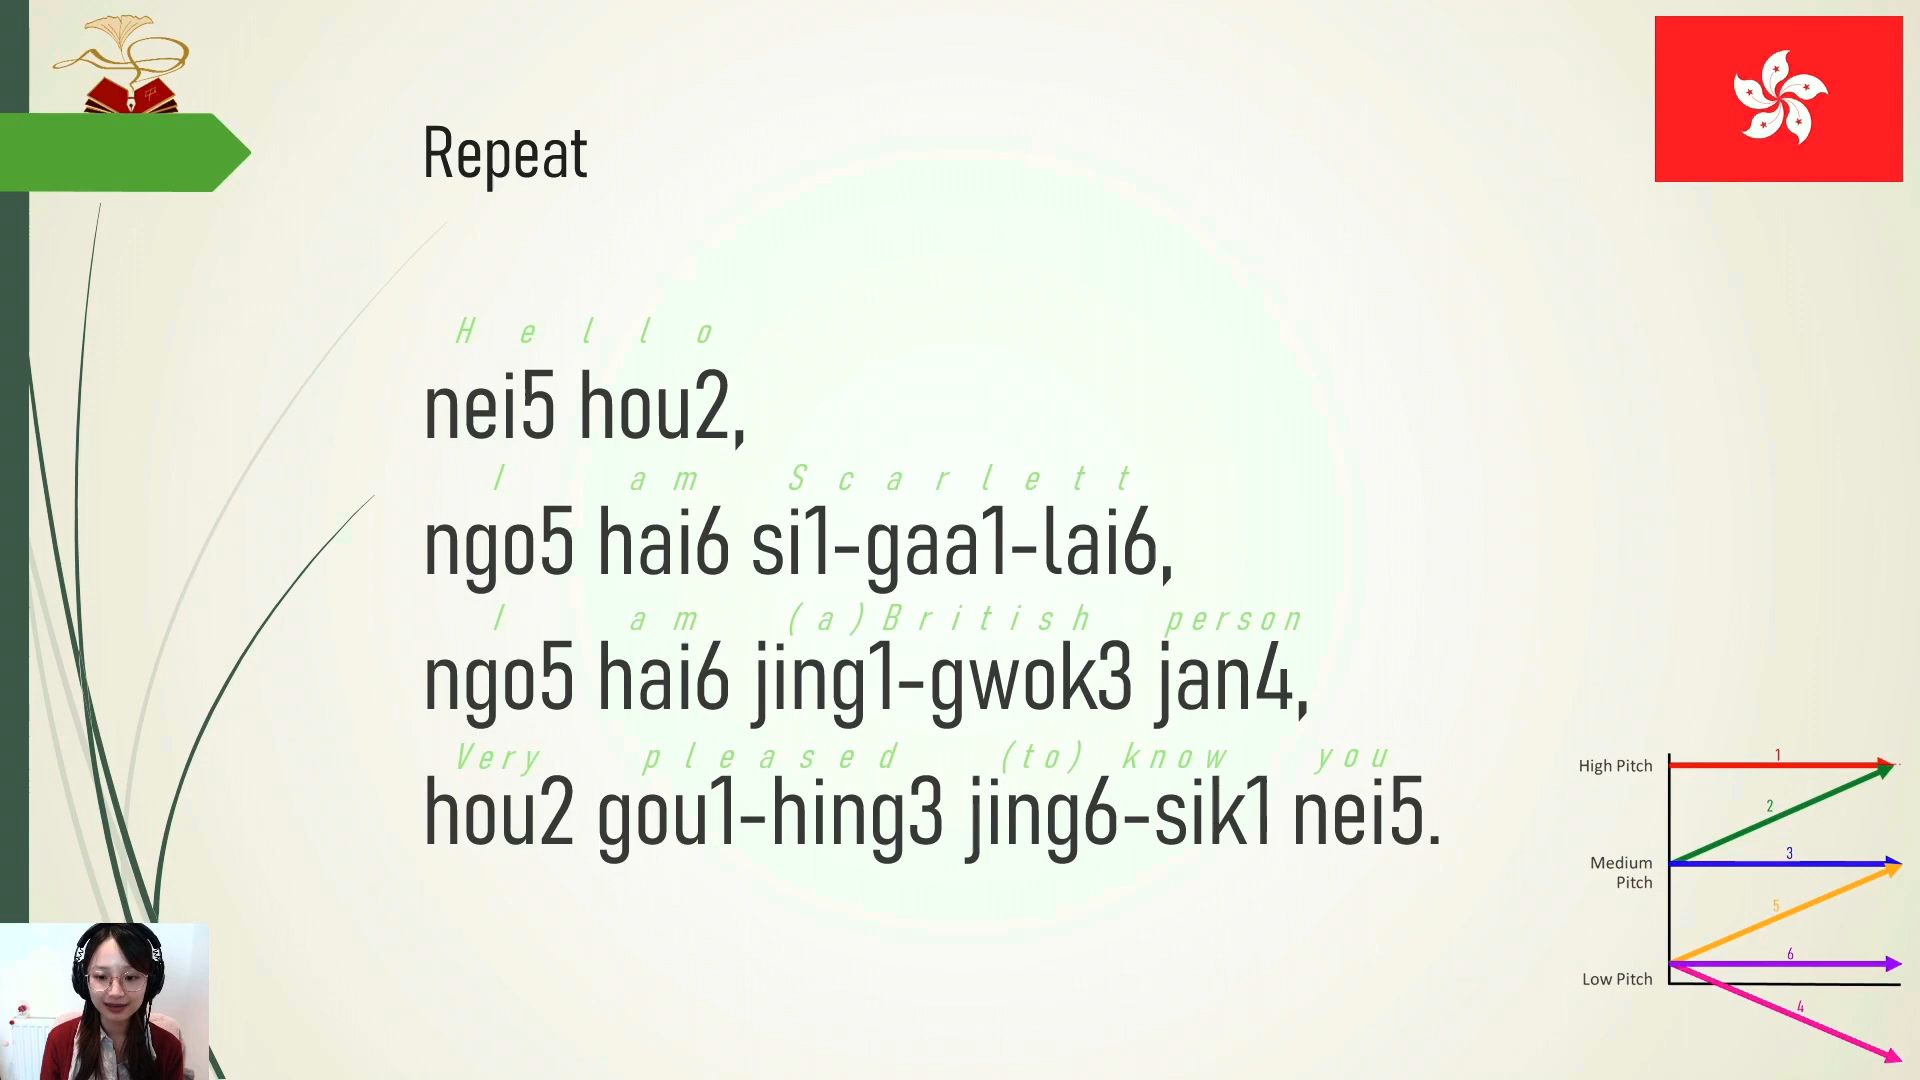 Repeat
Hello
nei5 hou2,
I am Scarlett
ngo5 hai6 si1-gaa1-lai6,
I am (a) British person
ngo5 hai6 jing1-gwok3 jan4,
Very pleased (to) know you
hou2 gou1-hing3 jing6-sik1 nei5.
High Pitch
1
2
Medium
Pitch
3
5
6
Low Pitch
4